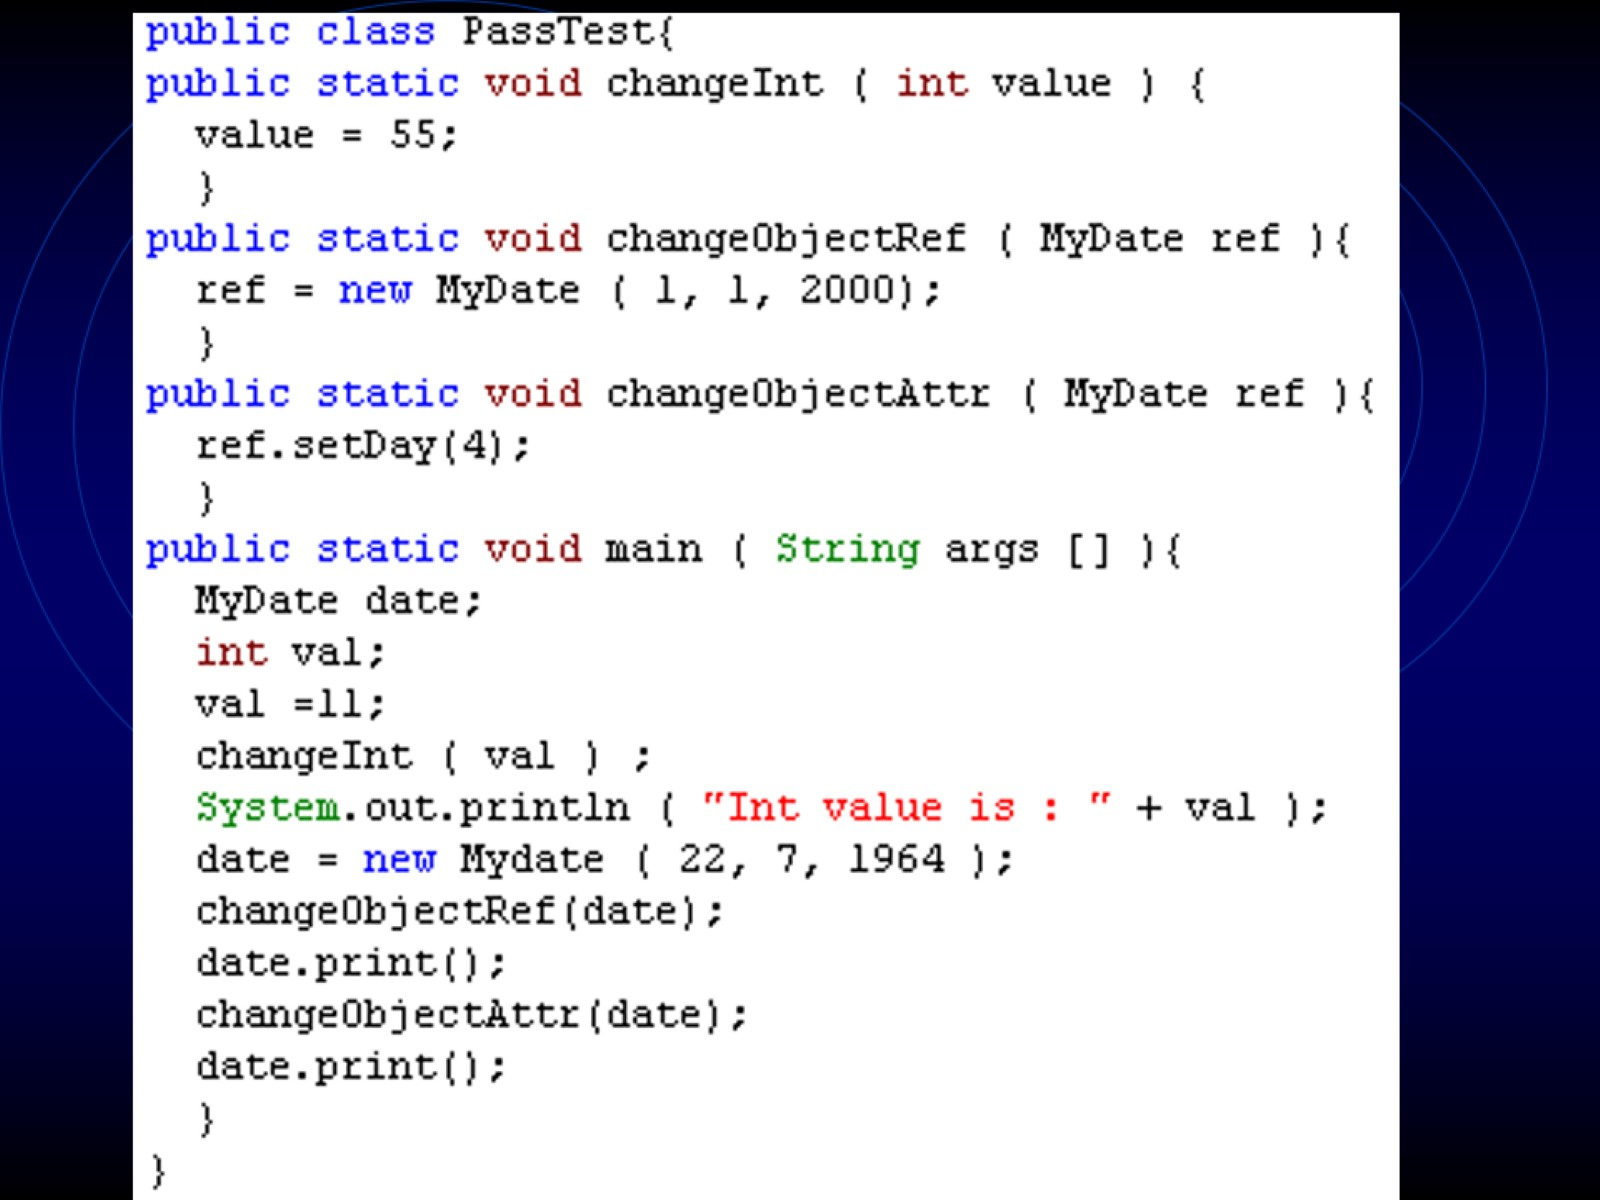 public class PassTest{
public static void changeInt ( int value ) {
value = 55;
}
public static void changeObjectRef ( MyDate ref ){
ref = new MyDate ( 1, 1, 2000);
}
public static void changeObjectAttr ( MyDate ref ){
ref.setDay(4);
}
public static void main ( String args [] ){
MyDate date;
int val;
val =11;
changeInt ( val ) ;
System.out.println ( "Int value is : " + val );
date = new Mydate ( 22, 7, 1964 );
changeObjectRef(date);
date.print();
changeObjectAttr(date);
date.print();
}
}